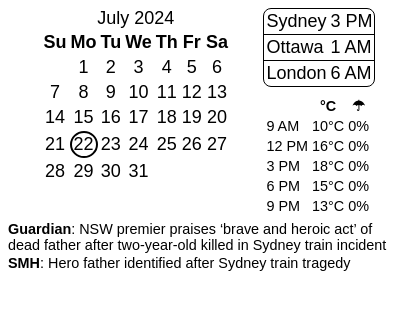 July 2024
Su Mo Tu We Th Fr Sa
1 2 3 4 5 6
7 8 9 10 11 12 13
14 15 16 17 18 19 20
21 22 23 24 25 26 27
28 29 30 31
Sydney 3 PM
Ottawa 1 AM
London 6 AM
°C ☂
9 AM 10°C 0%
12 PM 16°C 0%
3 PM 18°C 0%
6 PM 15°C 0%
9 PM 13°C 0%
Guardian: NSW premier praises ‘brave and heroic act’ of
dead father after two-year-old killed in Sydney train incident
SMH: Hero father identified after Sydney train tragedy